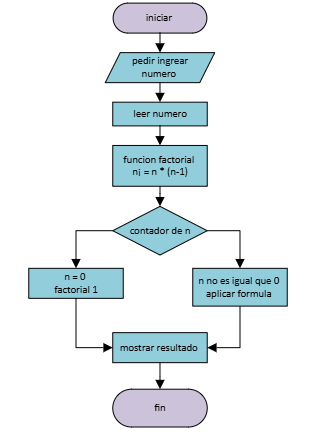 iniciar
pedir ingrear
numero
leer numero
funcion factorial
n¡ = n * (n-1)
contador de n
n = 0
factorial 1
n no es igual que 0
aplicar formula
mostrar resultado
fin